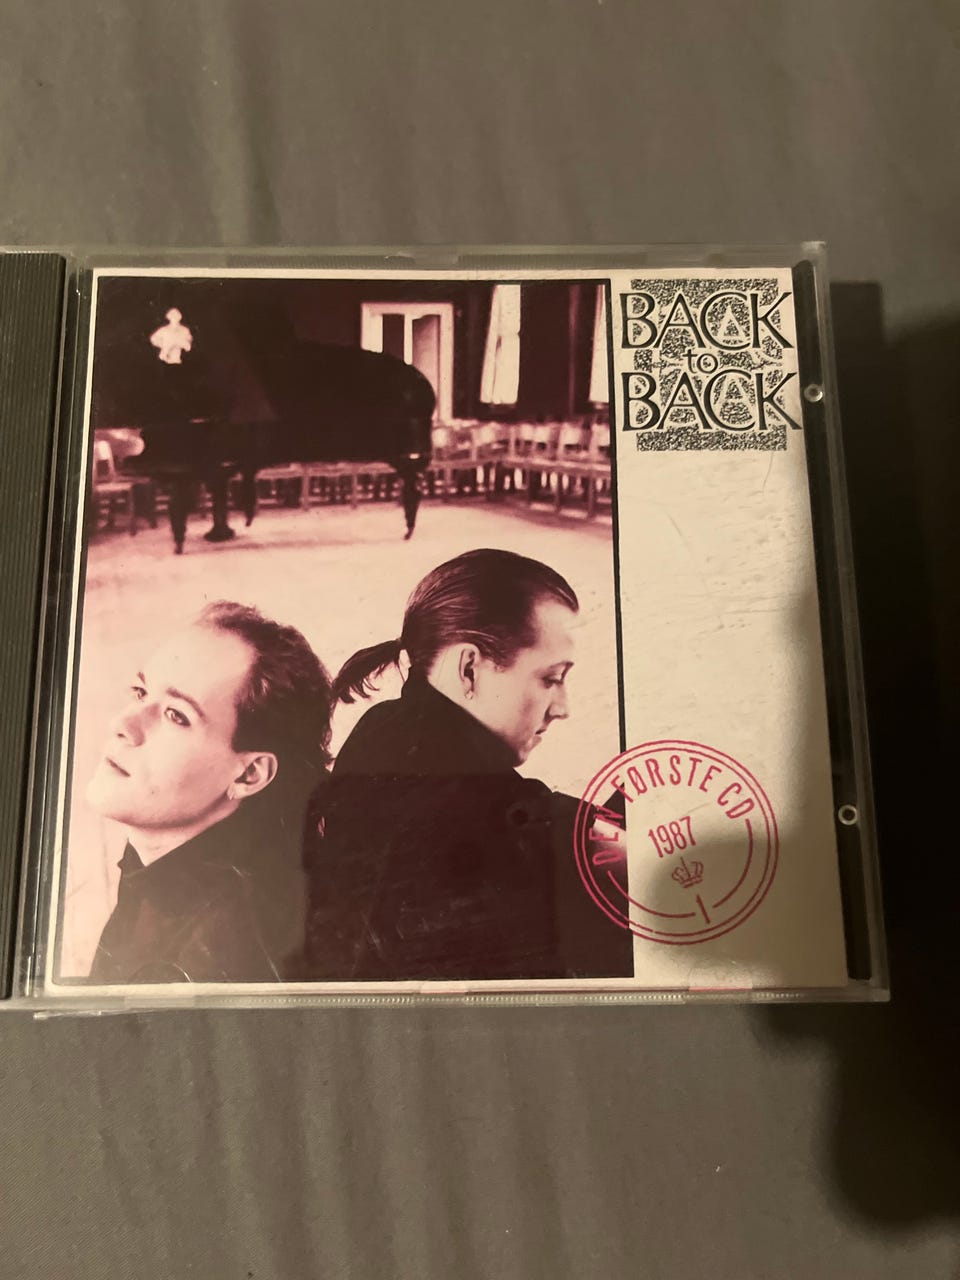 BACK
to
BACK
DEN FØRSTE CD
1987
1